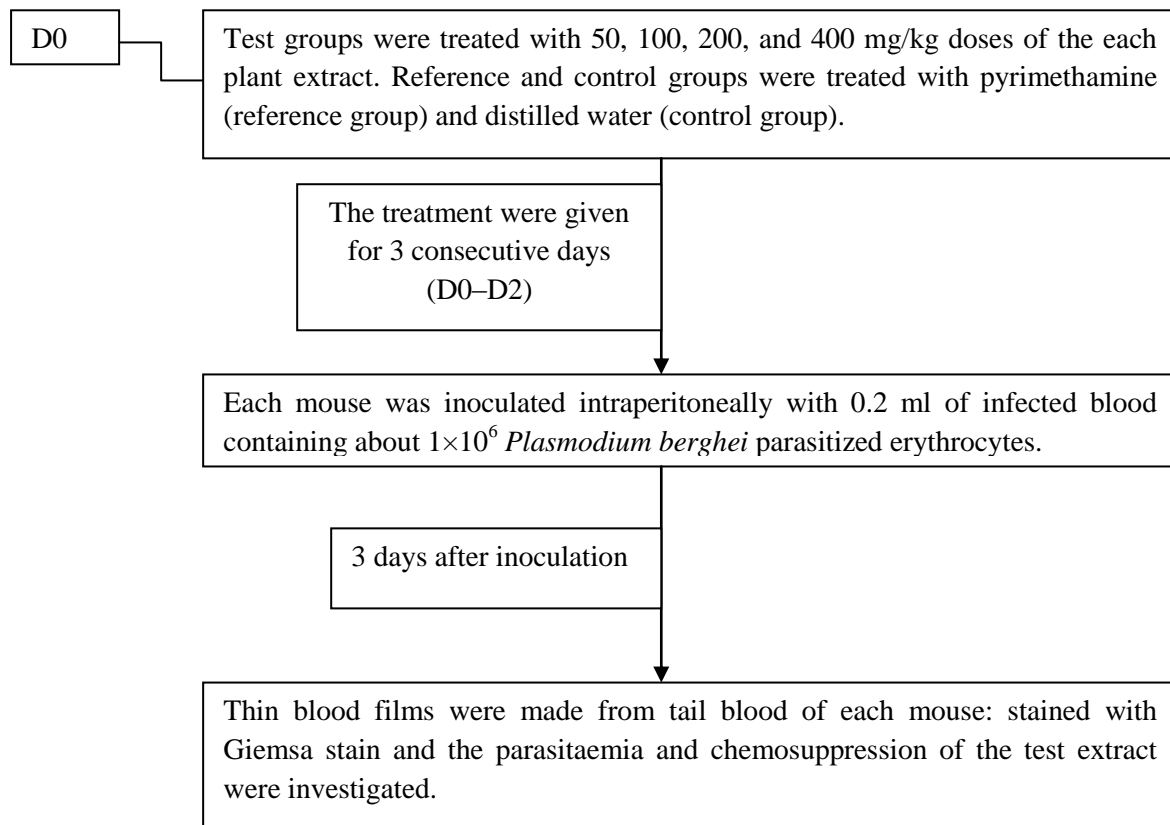 D0
Test groups were treated with 50, 100, 200, and 400 mg/kg doses of the each
plant extract. Reference and control groups were treated with pyrimethamine
(reference group) and distilled water (control group).
The treatment were given
for 3 consecutive days
(D0–D2)
Each mouse was inoculated intraperitoneally with 0.2 ml of infected blood
containing about 1×10⁶ Plasmodium berghei parasitized erythrocytes.
3 days after inoculation
Thin blood films were made from tail blood of each mouse: stained with
Giemsa stain and the parasitaemia and chemosuppression of the test extract
were investigated.